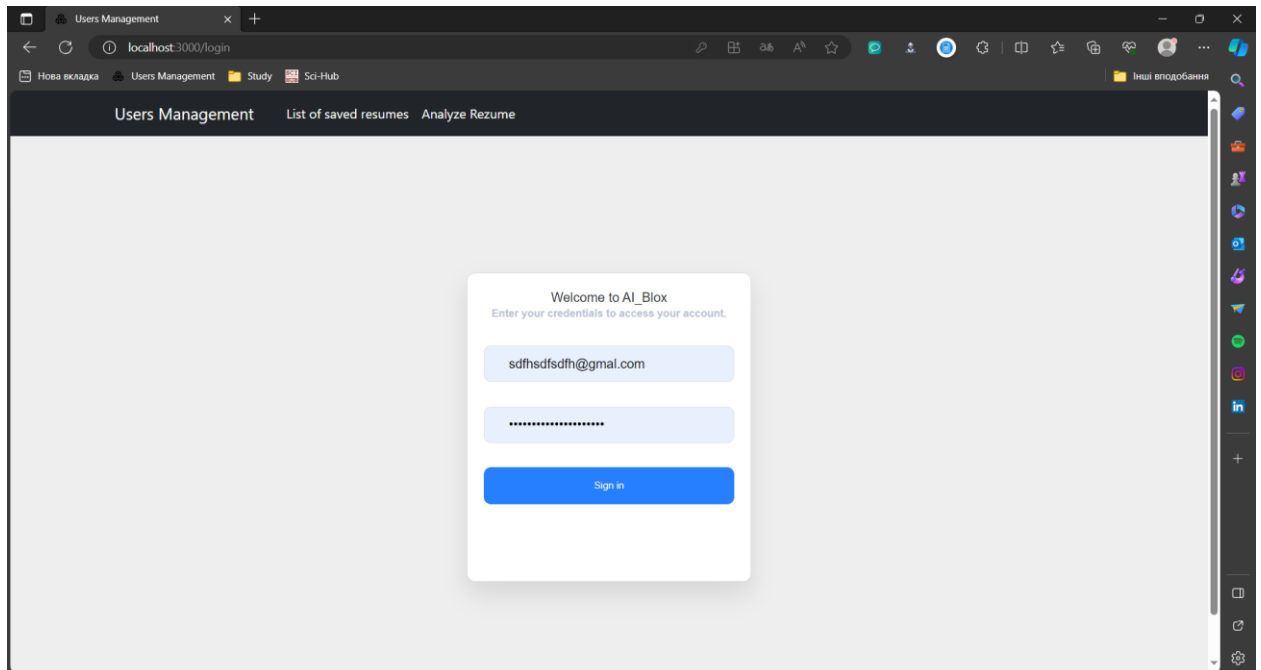 Users Management
localhost:3000/login
Нова вкладка Users Management Study Sci-Hub Інші вподобання
Users Management List of saved resumes Analyze Rezume
Welcome to AI_Blox
Enter your credentials to access your account.
sdfhsdfsdfh@gmal.com
•••••••••••••••••••••
Sign in